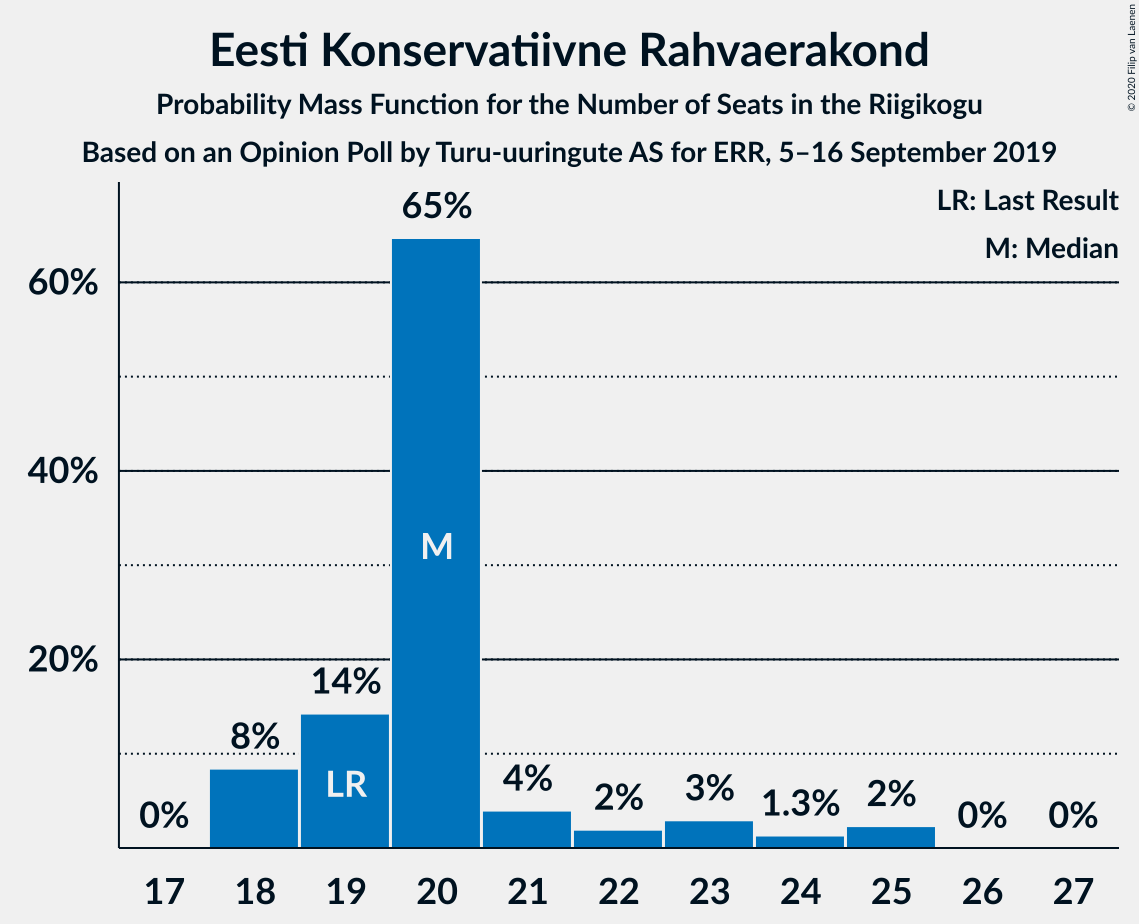 Eesti Konservatiivne Rahvaerakond
Probability Mass Function for the Number of Seats in the Riigikogu
Based on an Opinion Poll by Turu-uuringute AS for ERR, 5–16 September 2019
© 2020 Filip van Laenen
LR: Last Result
M: Median
60%
40%
20%
0%
8%
14%
65%
4%
2%
3%
1.3%
2%
0%
0%
LR
M
17 18 19 20 21 22 23 24 25 26 27